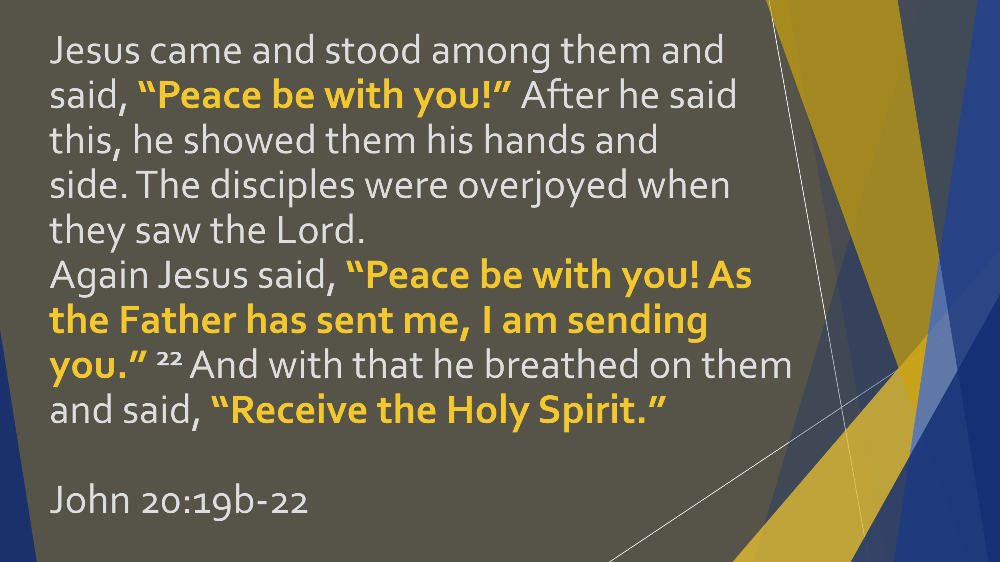 Jesus came and stood among them and
said, “Peace be with you!” After he said
this, he showed them his hands and
side. The disciples were overjoyed when
they saw the Lord.
Again Jesus said, “Peace be with you! As
the Father has sent me, I am sending
you.” ²² And with that he breathed on them
and said, “Receive the Holy Spirit.”
John 20:19b-22